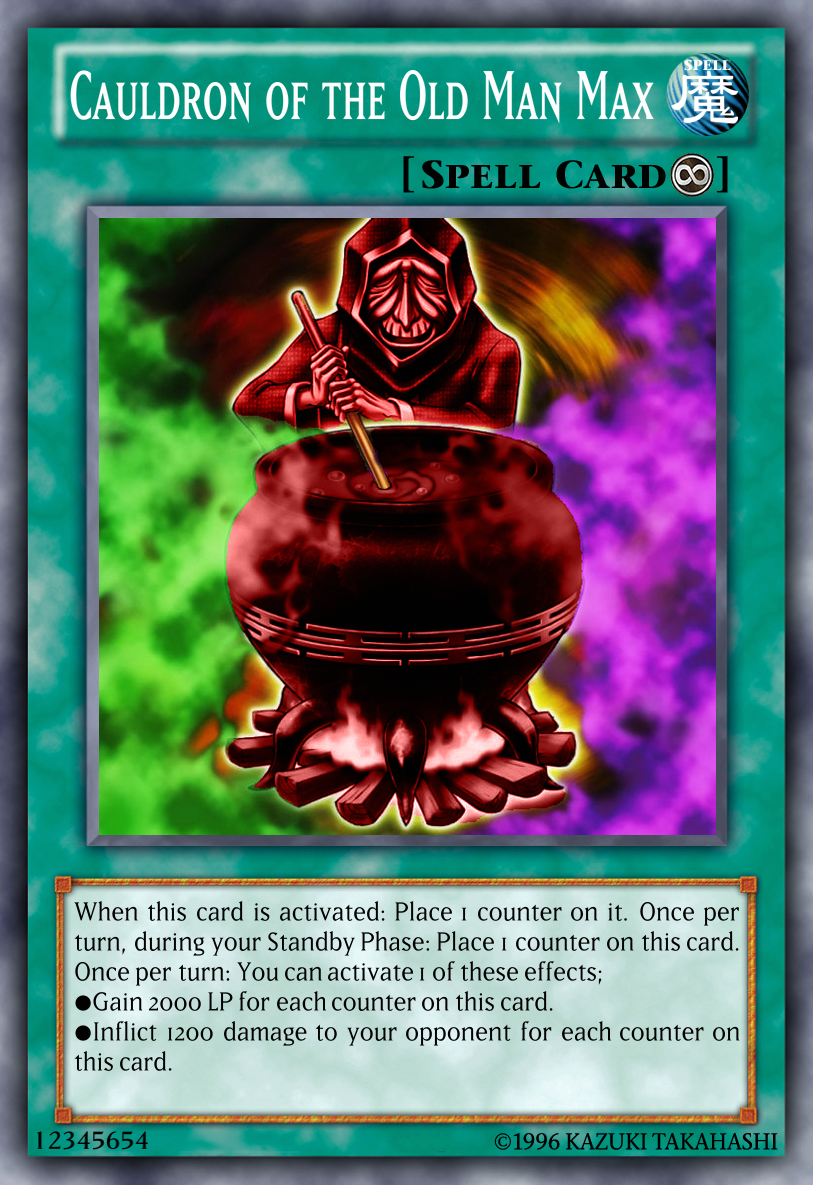 Cauldron of the Old Man Max
SPELL
魔
[Spell Card]
When this card is activated: Place 1 counter on it. Once per
turn, during your Standby Phase: Place 1 counter on this card.
Once per turn: You can activate 1 of these effects;
●Gain 2000 LP for each counter on this card.
●Inflict 1200 damage to your opponent for each counter on
this card.
12345654
©1996 KAZUKI TAKAHASHI